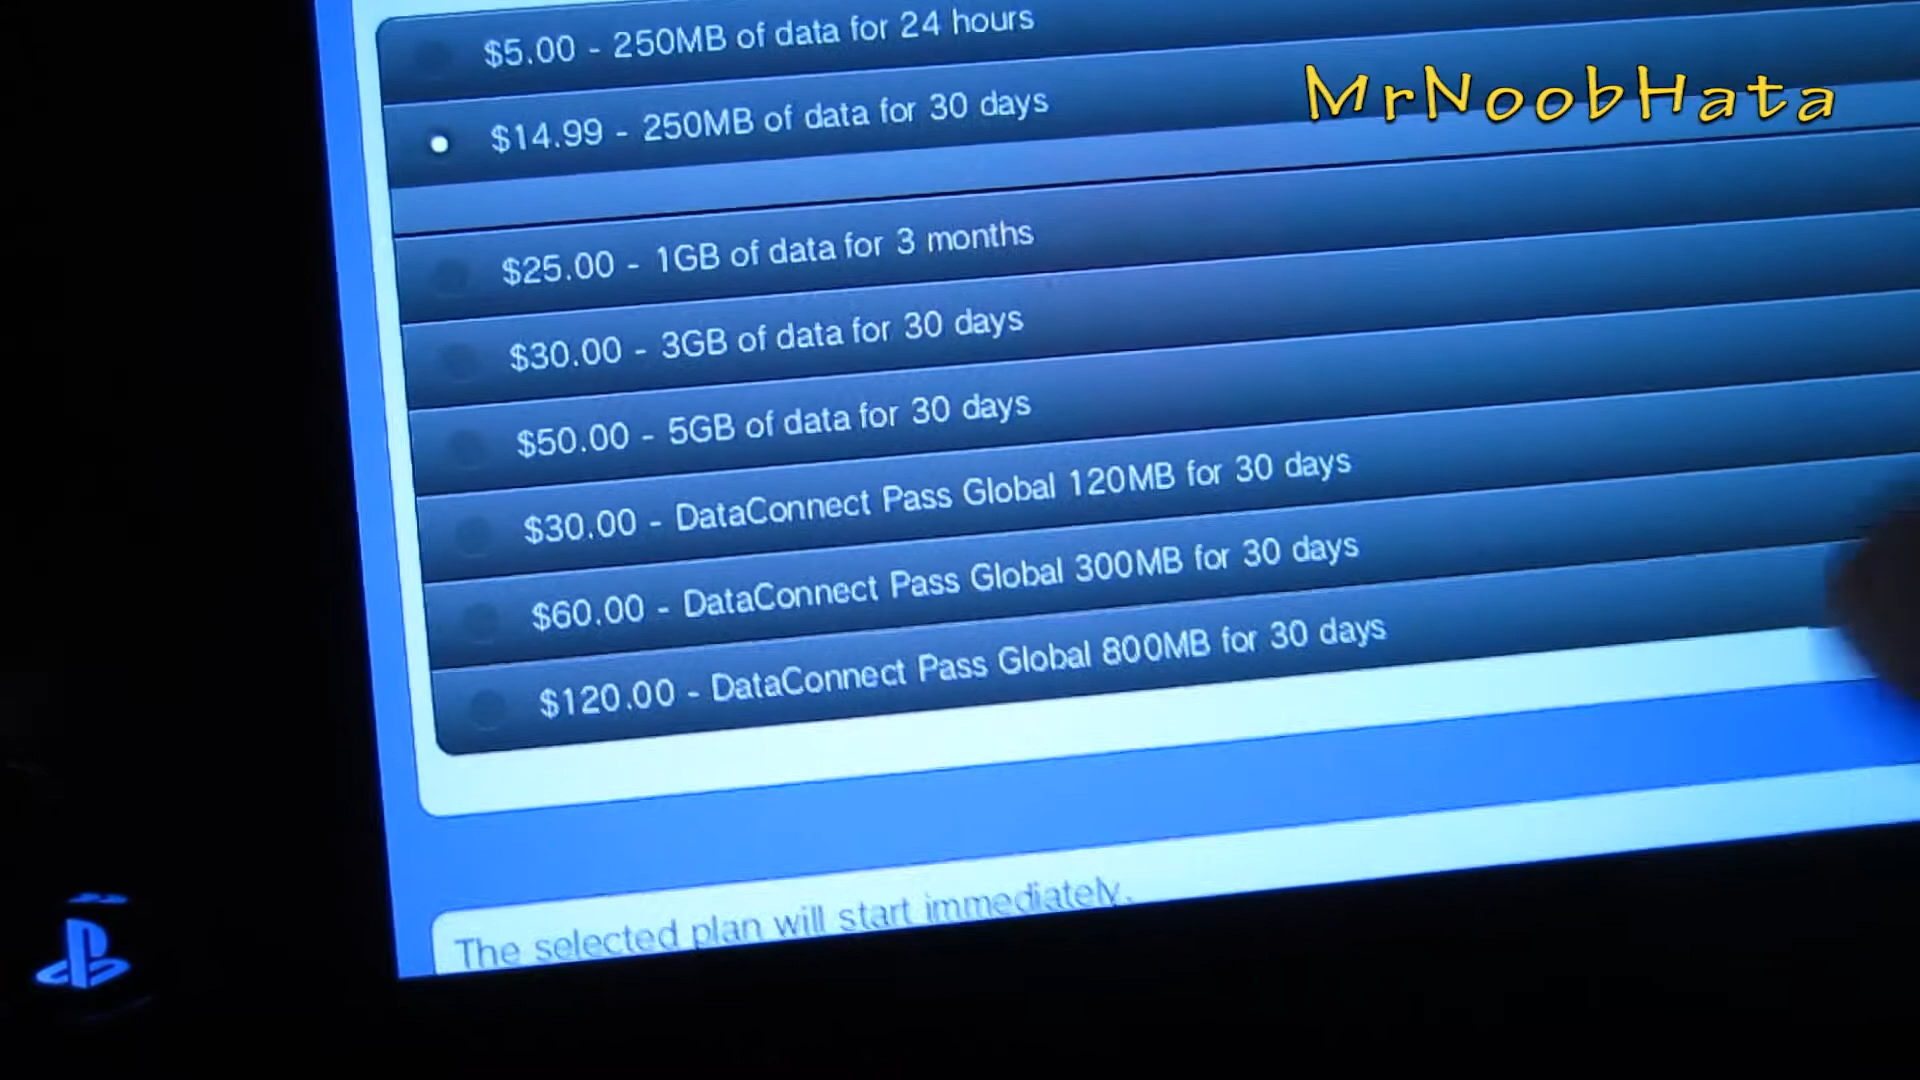 $5.00 - 250MB of data for 24 hours
MrNoobHata
$14.99 - 250MB of data for 30 days
$25.00 - 1GB of data for 3 months
$30.00 - 3GB of data for 30 days
$50.00 - 5GB of data for 30 days
$30.00 - DataConnect Pass Global 120MB for 30 days
$60.00 - DataConnect Pass Global 300MB for 30 days
$120.00 - DataConnect Pass Global 800MB for 30 days
The selected plan will start immediately.